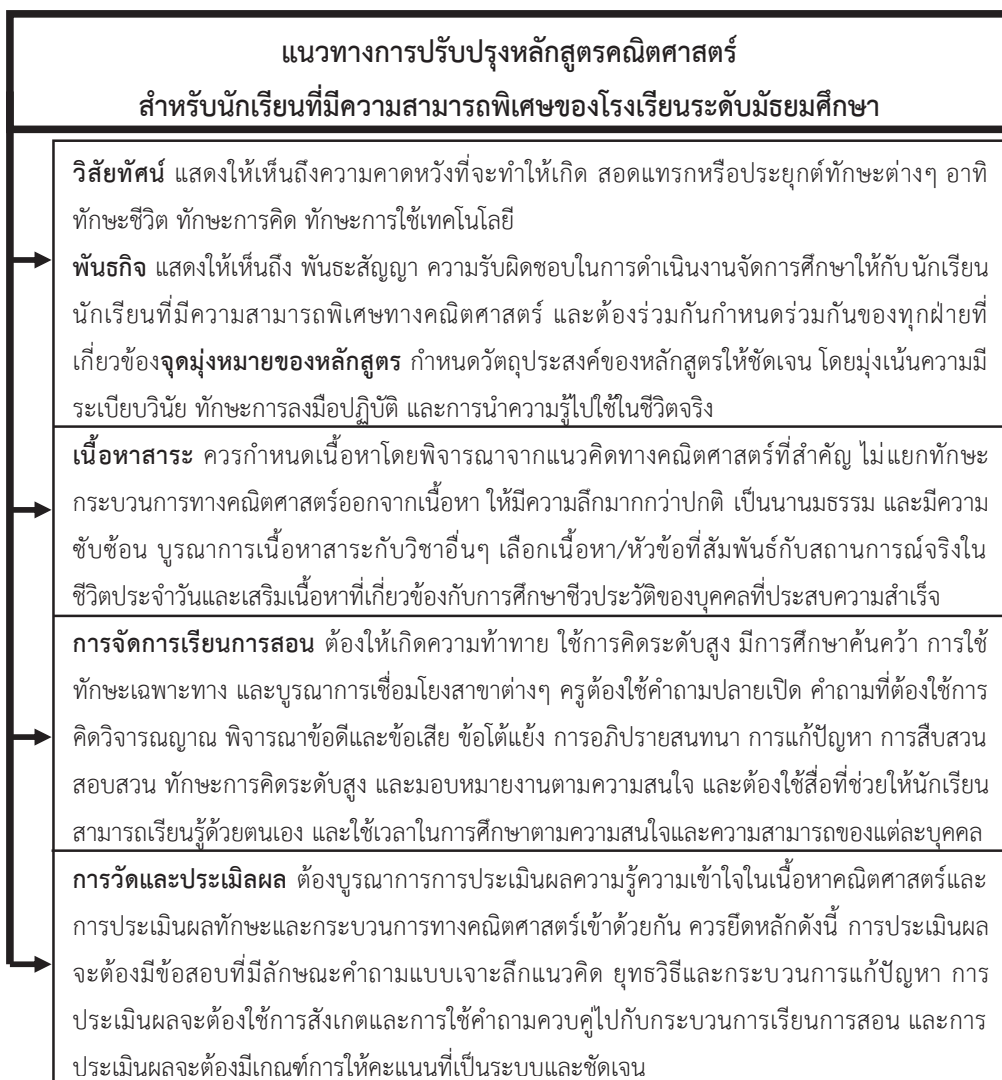 แนวทางการปรับปรุงหลักสูตรคณิตศาสตร์
สำหรับนักเรียนที่มีความสามารถพิเศษของโรงเรียนระดับมัธยมศึกษา
วิสัยทัศน์ แสดงให้เห็นถึงความคาดหวังที่จะทำให้เกิด สอดแทรกหรือประยุกต์ทักษะต่างๆ อาทิ
ทักษะชีวิต ทักษะการคิด ทักษะการใช้เทคโนโลยี
พันธกิจ แสดงให้เห็นถึง พันธะสัญญา ความรับผิดชอบในการดำเนินงานจัดการศึกษาให้กับนักเรียน
นักเรียนที่มีความสามารถพิเศษทางคณิตศาสตร์ และต้องร่วมกันกำหนดร่วมกันของทุกฝ่ายที่
เกี่ยวข้องจุดมุ่งหมายของหลักสูตร กำหนดวัตถุประสงค์ของหลักสูตรให้ชัดเจน โดยมุ่งเน้นความมี
ระเบียบวินัย ทักษะการลงมือปฏิบัติ และการนำความรู้ไปใช้ในชีวิตจริง
เนื้อหาสาระ ควรกำหนดเนื้อหาโดยพิจารณาจากแนวคิดทางคณิตศาสตร์ที่สำคัญ ไม่แยกทักษะ
กระบวนการทางคณิตศาสตร์ออกจากเนื้อหา ให้มีความลึกมากกว่าปกติ เป็นนานมธรรม และมีความ
ซับซ้อน บูรณาการเนื้อหาสาระกับวิชาอื่นๆ เลือกเนื้อหา/หัวข้อที่สัมพันธ์กับสถานการณ์จริงใน
ชีวิตประจำวันและเสริมเนื้อหาที่เกี่ยวข้องกับการศึกษาชีวประวัติของบุคคลที่ประสบความสำเร็จ
การจัดการเรียนการสอน ต้องให้เกิดความท้าทาย ใช้การคิดระดับสูง มีการศึกษาค้นคว้า การใช้
ทักษะเฉพาะทาง และบูรณาการเชื่อมโยงสาขาต่างๆ ครูต้องใช้คำถามปลายเปิด คำถามที่ต้องใช้การ
คิดวิจารณญาณ พิจารณาข้อดีและข้อเสีย ข้อโต้แย้ง การอภิปรายสนทนา การแก้ปัญหา การสืบสวน
สอบสวน ทักษะการคิดระดับสูง และมอบหมายงานตามความสนใจ และต้องใช้สื่อที่ช่วยให้นักเรียน
สามารถเรียนรู้ด้วยตนเอง และใช้เวลาในการศึกษาตามความสนใจและความสามารถของแต่ละบุคคล
การวัดและประเมิลผล ต้องบูรณาการการประเมินผลความรู้ความเข้าใจในเนื้อหาคณิตศาสตร์และ
การประเมินผลทักษะและกระบวนการทางคณิตศาสตร์เข้าด้วยกัน ควรยึดหลักดังนี้ การประเมินผล
จะต้องมีข้อสอบที่มีลักษณะคำถามแบบเจาะลึกแนวคิด ยุทธวิธีและกระบวนการแก้ปัญหา การ
ประเมินผลจะต้องใช้การสังเกตและการใช้คำถามควบคู่ไปกับกระบวนการเรียนการสอน และการ
ประเมินผลจะต้องมีเกณฑ์การให้คะแนนที่เป็นระบบและชัดเจน